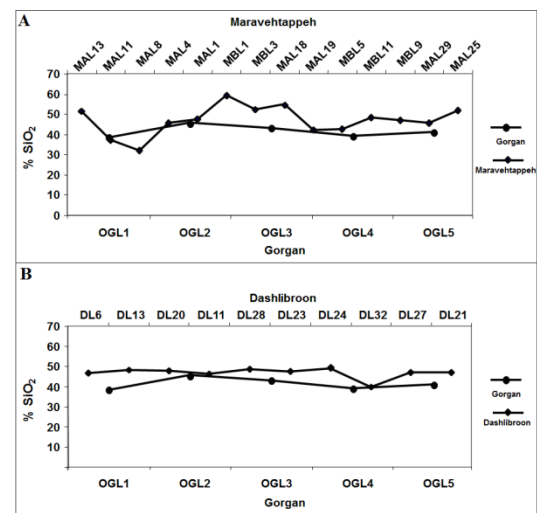 A
Maravehtappeh
MAL13 MAL11 MAL8 MAL4 MAL1 MBL1 MBL3 MAL18 MAL19 MBL5 MBL11 MBL9 MAL29 MAL25
70
60
50
40
30
20
10
0
% SiO2
Gorgan
Maravehtappeh
OGL1 OGL2 OGL3 OGL4 OGL5
Gorgan
B
Dashlibroon
DL6 DL13 DL20 DL11 DL28 DL23 DL24 DL32 DL27 DL21
70
60
50
40
30
20
10
% SiO2
Gorgan
Dashlibroon
OGL1 OGL2 OGL3 OGL4 OGL5
Gorgan